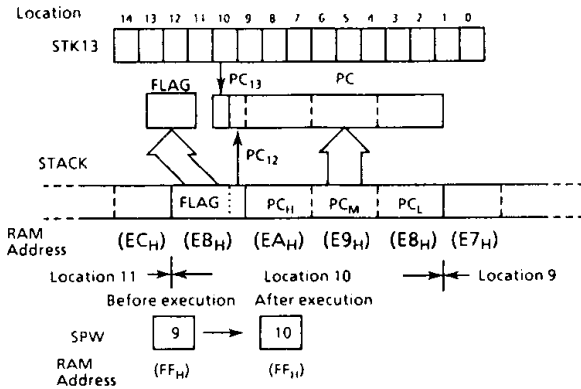 Location
14 13 12 11 10 9 8 7 6 5 4 3 2 1 0
STK13
FLAG PC13 PC
PC12
STACK
FLAG PCH PCM PCL
RAM Address (ECH) (E8H) (EAH) (E9H) (E8H) (E7H)
Location 11 Location 10 Location 9
Before execution After execution
SPW 9 10
RAM Address (FFH) (FFH)